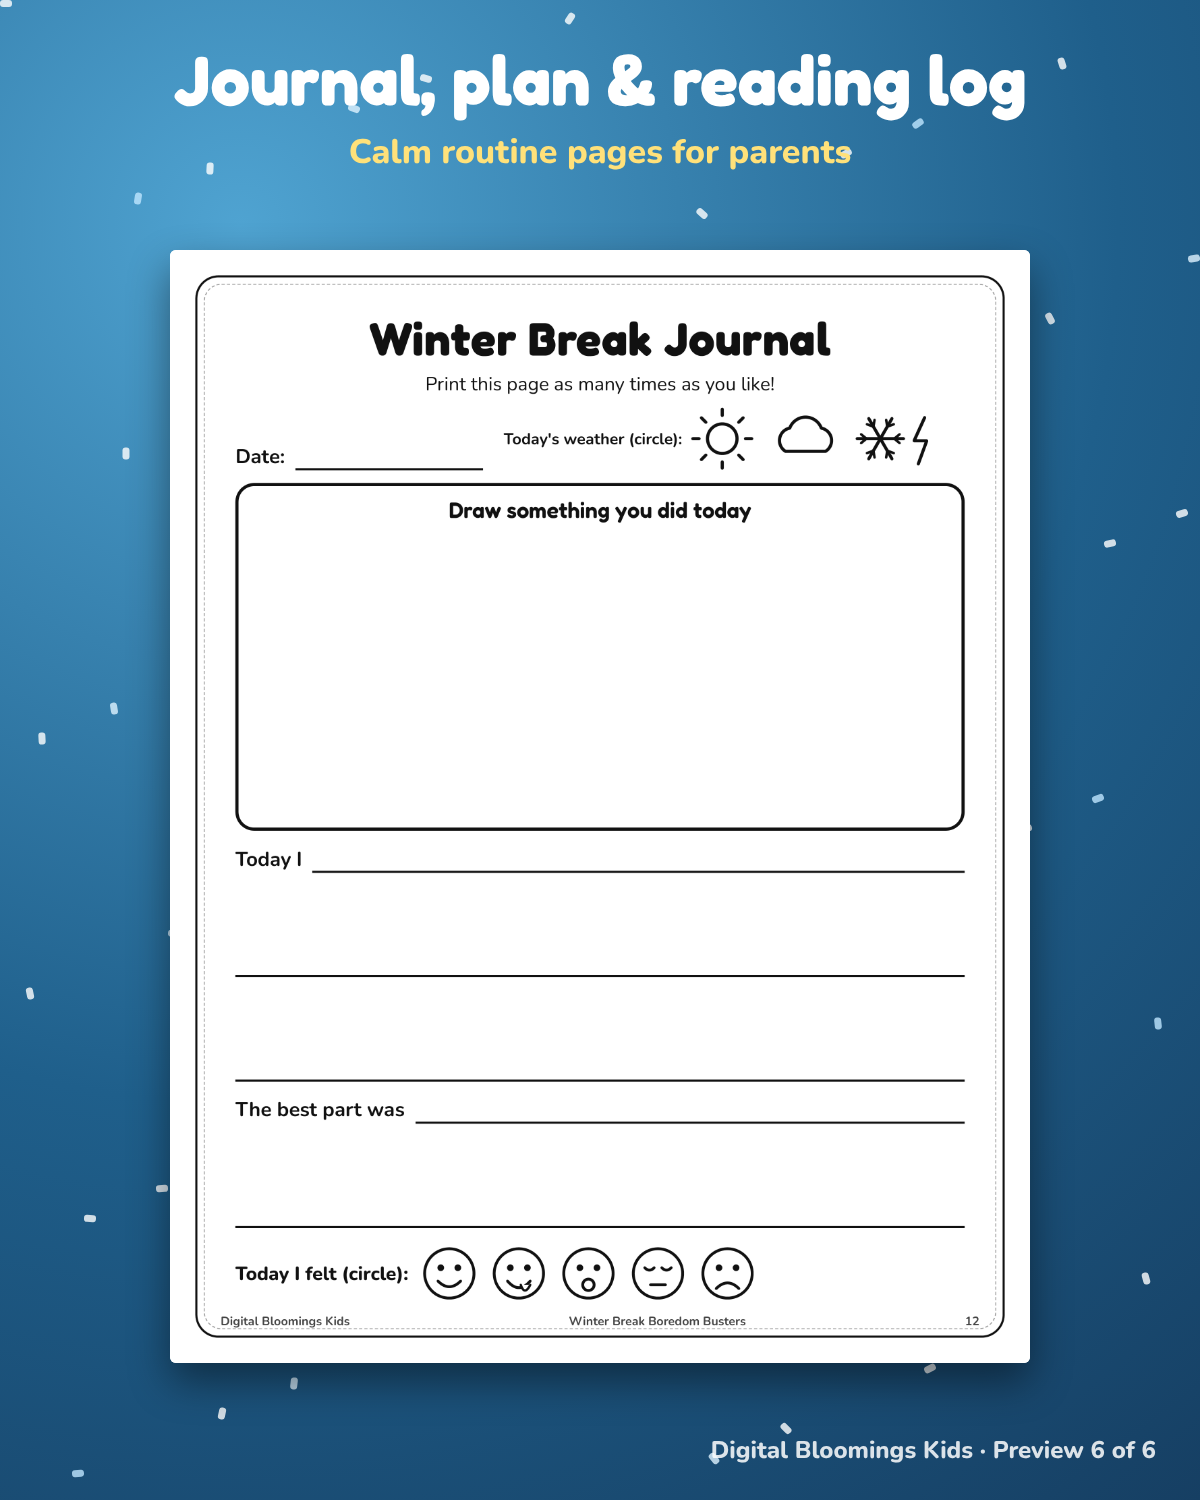 Journal, plan & reading log
Calm routine pages for parents
Winter Break Journal
Print this page as many times as you like!
Today's weather (circle):
Date:
Draw something you did today
Today I
The best part was
Today I felt (circle):
Digital Bloomings Kids Winter Break Boredom Busters 12
Digital Bloomings Kids · Preview 6 of 6